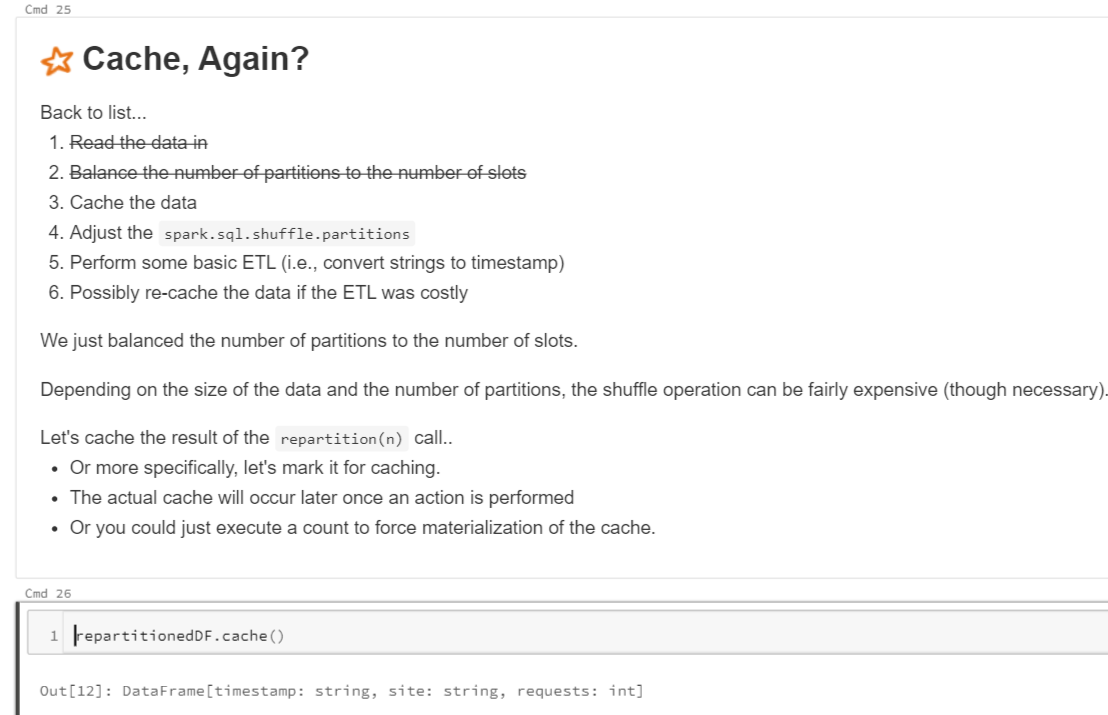 Cmd 25
Cache, Again?
Back to list...
1. Read the data in
2. Balance the number of partitions to the number of slots
3. Cache the data
4. Adjust the spark.sql.shuffle.partitions
5. Perform some basic ETL (i.e., convert strings to timestamp)
6. Possibly re-cache the data if the ETL was costly
We just balanced the number of partitions to the number of slots.
Depending on the size of the data and the number of partitions, the shuffle operation can be fairly expensive (though necessary).
Let's cache the result of the repartition(n) call..
• Or more specifically, let's mark it for caching.
• The actual cache will occur later once an action is performed
• Or you could just execute a count to force materialization of the cache.
Cmd 26
1 repartitionedDF.cache()
Out[12]: DataFrame[timestamp: string, site: string, requests: int]